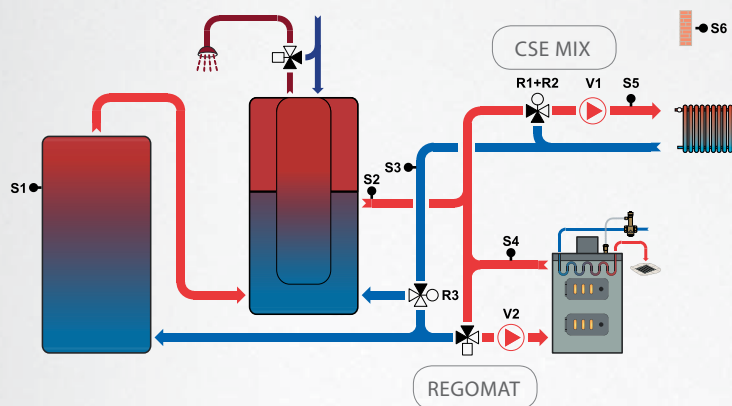 CSE MIX
S6
R1+R2
V1
S5
S1
S2
S3
S4
R3
V2
REGOMAT